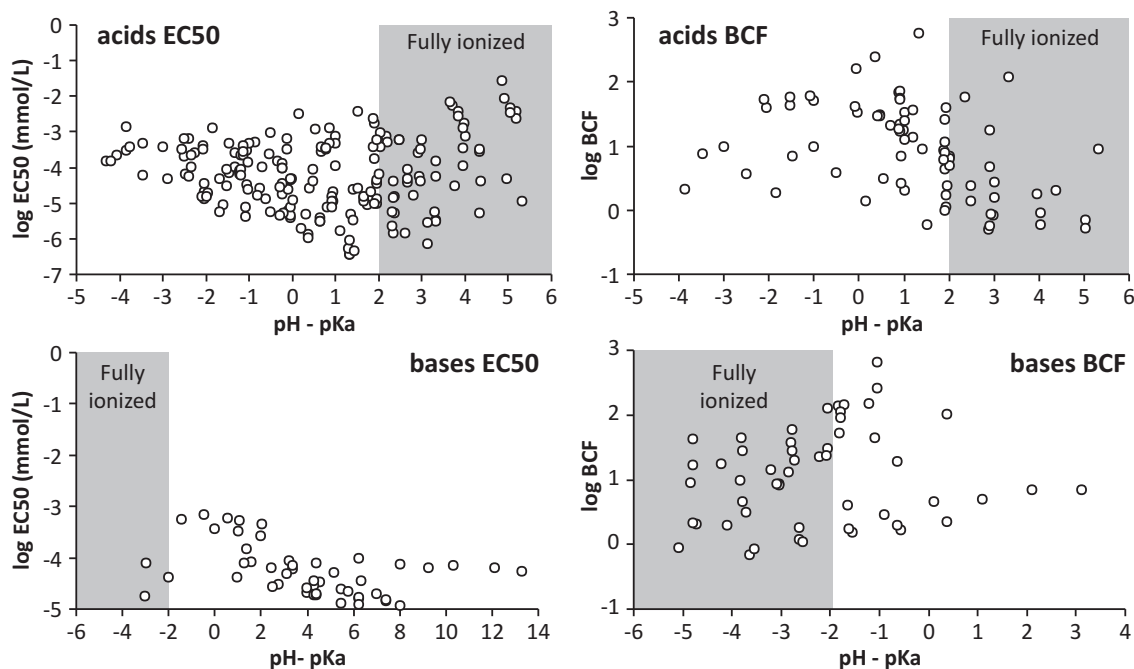 acids EC50
Fully ionized
log EC50 (mmol/L)
0
-1
-2
-3
-4
-5
-6
-7
-5 -4 -3 -2 -1 0 1 2 3 4 5 6
pH - pKa
acids BCF
Fully ionized
log BCF
3
2
1
0
-1
-5 -4 -3 -2 -1 0 1 2 3 4 5 6
pH - pKa
bases EC50
Fully
ionized
log EC50 (mmol/L)
0
-1
-2
-3
-4
-5
-6 -4 -2 0 2 4 6 8 10 12 14
pH- pKa
bases BCF
Fully
ionized
log BCF
3
2
1
0
-1
-6 -5 -4 -3 -2 -1 0 1 2 3 4
pH - pKa